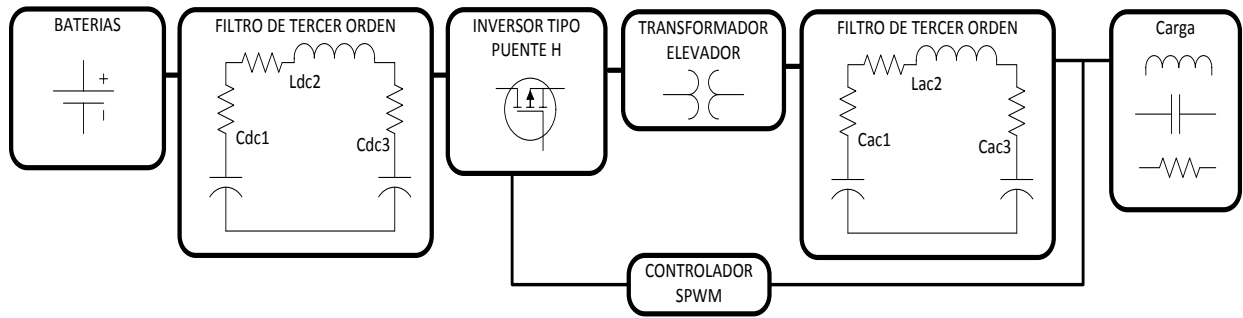 BATERIAS
+
FILTRO DE TERCER ORDEN
Ldc2
Cdc1
Cdc3
INVERSOR TIPO
PUENTE H
TRANSFORMADOR
ELEVADOR
FILTRO DE TERCER ORDEN
Lac2
Cac1
Cac3
Carga
CONTROLADOR
SPWM